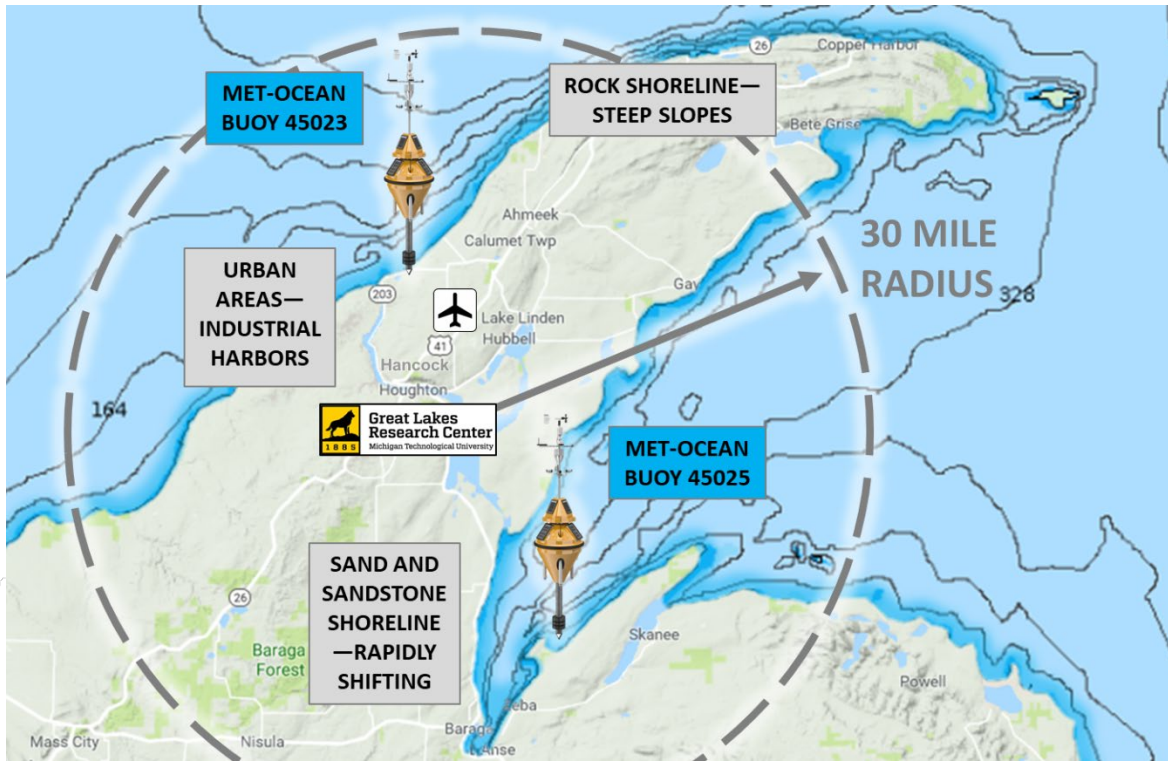 26
Copper Harbor
MET-OCEAN
BUOY 45023
ROCK SHORELINE—
STEEP SLOPES
Bete Grise
Ahmeek
Calumet Twp
30 MILE
RADIUS
328
URBAN
AREAS—
INDUSTRIAL
HARBORS
203
Gay
Lake Linden
Hubbell
41
Hancock
Houghton
164
1885
Great Lakes
Research Center
Michigan Technological University
MET-OCEAN
BUOY 45025
SAND AND
SANDSTONE
SHORELINE
—RAPIDLY
SHIFTING
26
Baraga
Forest
Skanee
Powell
Zeba
Baraga
L'Anse
Mass City
Nisula